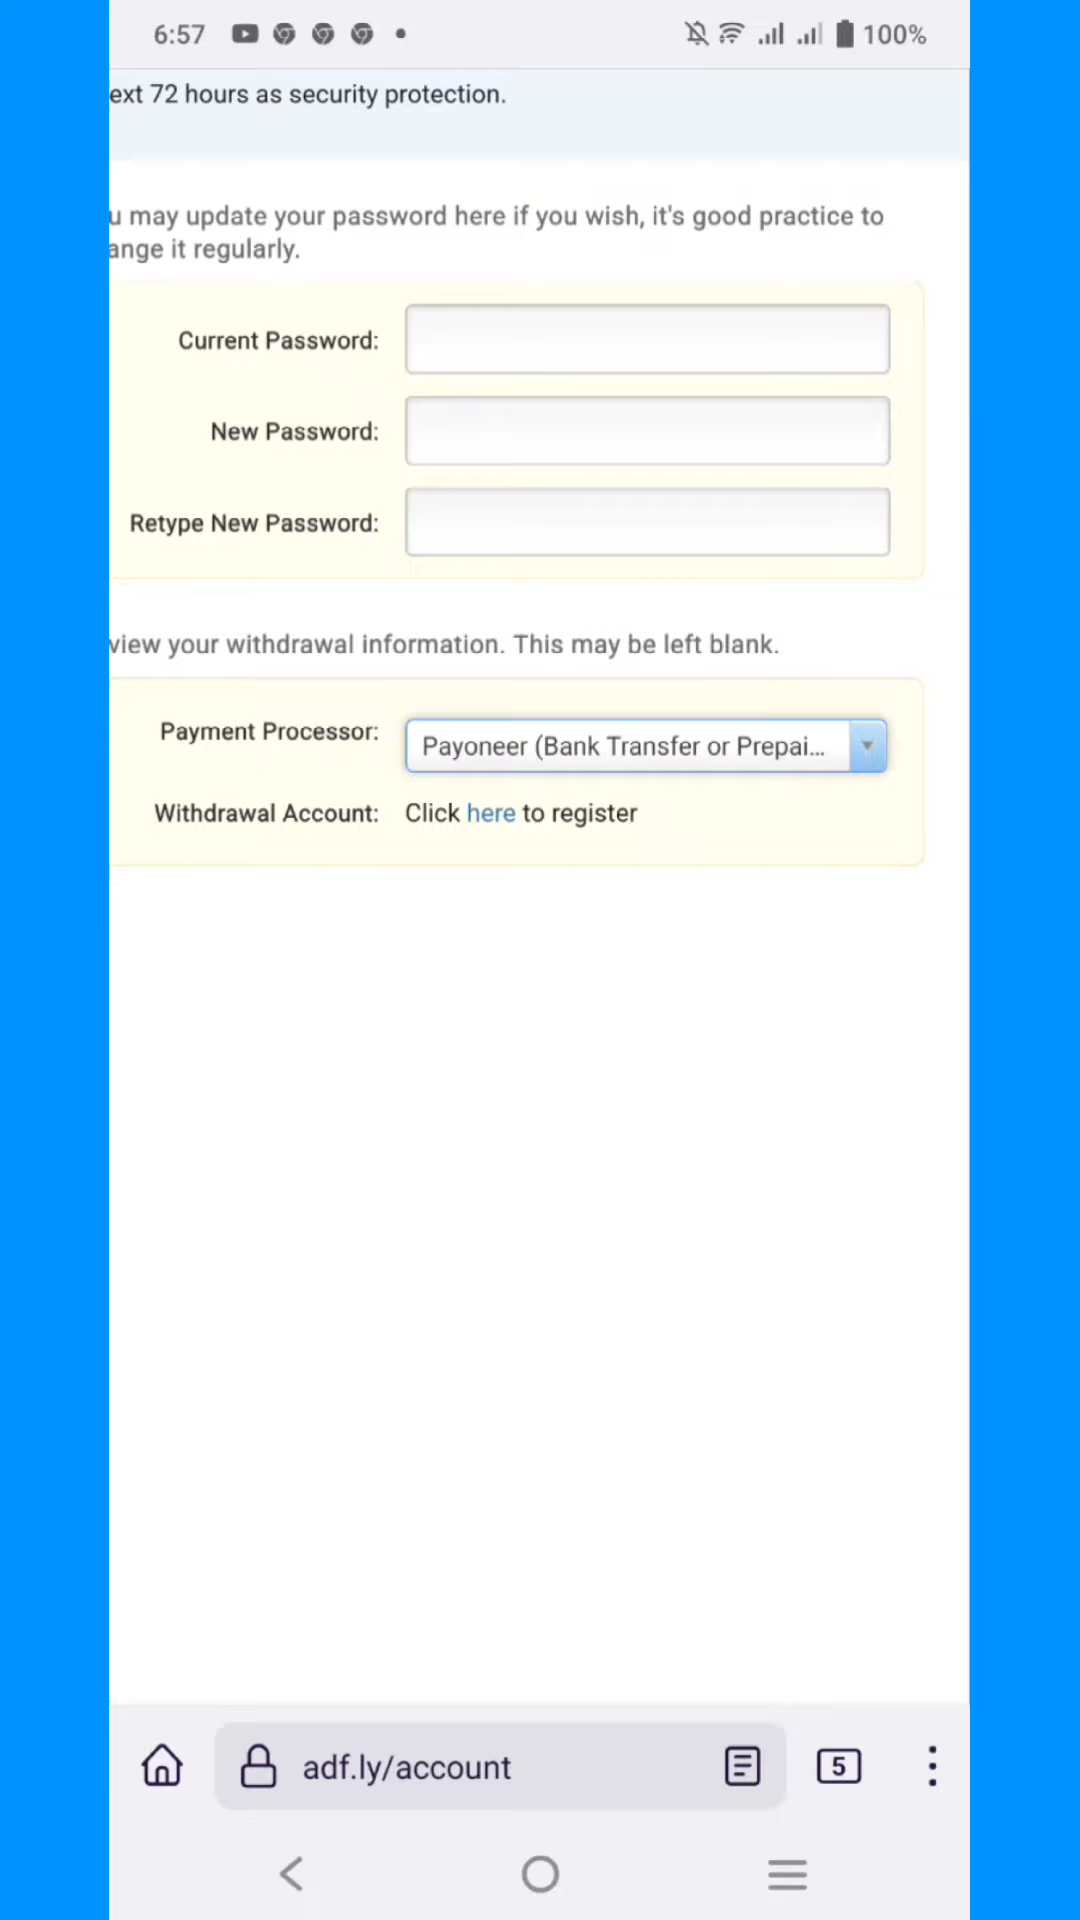 6:57
100%
ext 72 hours as security protection.
u may update your password here if you wish, it's good practice to
ange it regularly.
Current Password:
New Password:
Retype New Password:
view your withdrawal information. This may be left blank.
Payment Processor:
Payoneer (Bank Transfer or Prepai...
Withdrawal Account: Click here to register
adf.ly/account
5